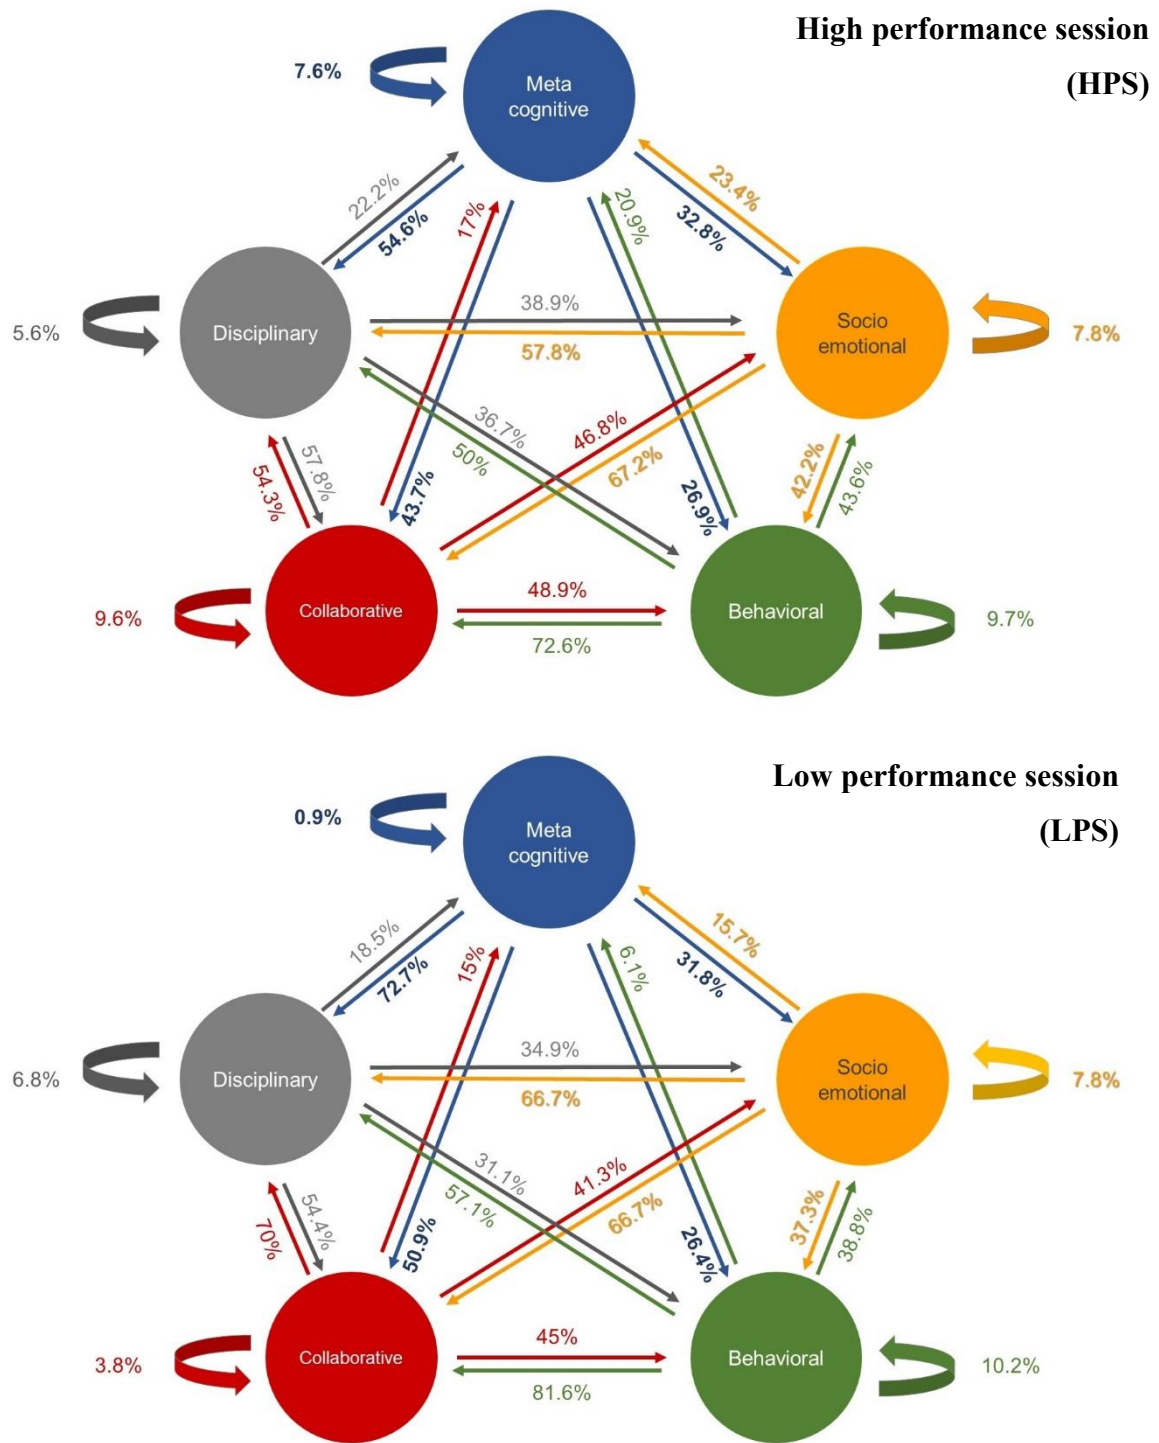 High performance session
(HPS)
7.6%
Meta
cognitive
22.2%
54.6%
17%
20.9%
23.4%
32.8%
5.6%
Disciplinary
38.9%
57.8%
Socio
emotional
7.8%
36.7%
50%
46.8%
67.2%
54.3%
57.8%
43.7%
26.9%
42.2%
43.6%
9.6%
Collaborative
48.9%
72.6%
Behavioral
9.7%
Low performance session
(LPS)
0.9%
Meta
cognitive
18.5%
72.7%
15%
6.1%
15.7%
31.8%
6.8%
Disciplinary
34.9%
66.7%
Socio
emotional
7.8%
31.1%
57.1%
41.3%
66.7%
70%
54.4%
50.9%
26.4%
37.3%
38.8%
3.8%
Collaborative
45%
81.6%
Behavioral
10.2%